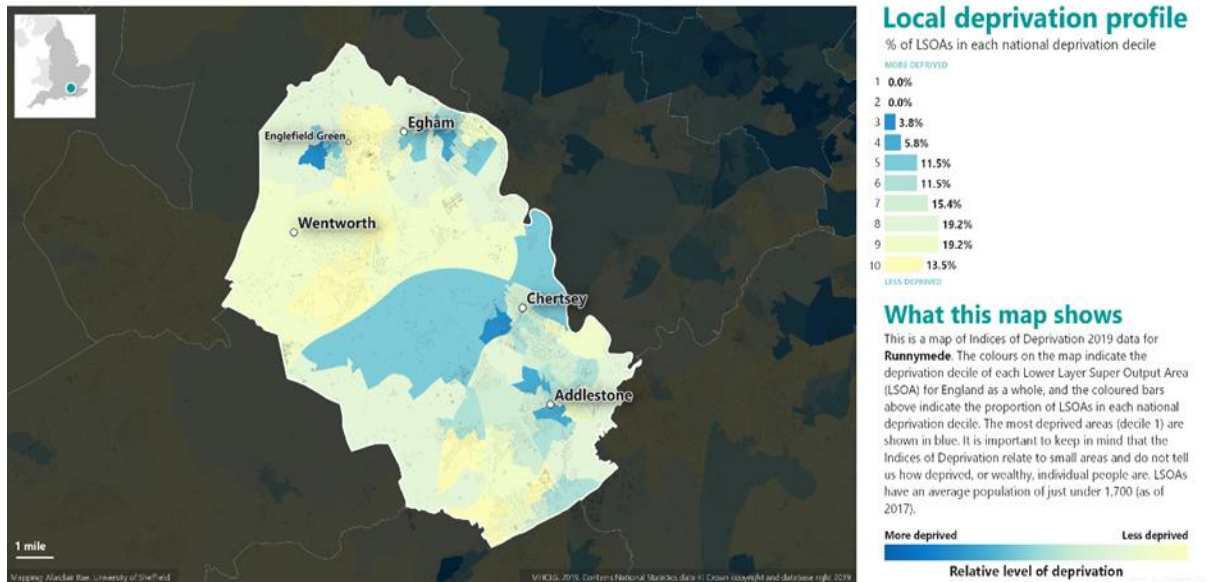 Englefield Green
Egham
Wentworth
Chertsey
Addlestone
1 mile
Mapping: Alasdair Rae, University of Sheffield
MHCLG, 2019. Contains National Statistics data © Crown copyright and database right 2019
Local deprivation profile
% of LSOAs in each national deprivation decile
MORE DEPRIVED
1 0.0%
2 0.0%
3 3.8%
4 5.8%
5 11.5%
6 11.5%
7 15.4%
8 19.2%
9 19.2%
10 13.5%
LESS DEPRIVED
What this map shows
This is a map of Indices of Deprivation 2019 data for
Runnymede. The colours on the map indicate the
deprivation decile of each Lower Layer Super Output Area
(LSOA) for England as a whole, and the coloured bars
above indicate the proportion of LSOAs in each national
deprivation decile. The most deprived areas (decile 1) are
shown in blue. It is important to keep in mind that the
Indices of Deprivation relate to small areas and do not tell
us how deprived, or wealthy, individual people are. LSOAs
have an average population of just under 1,700 (as of
2017).
More deprived Less deprived
Relative level of deprivation